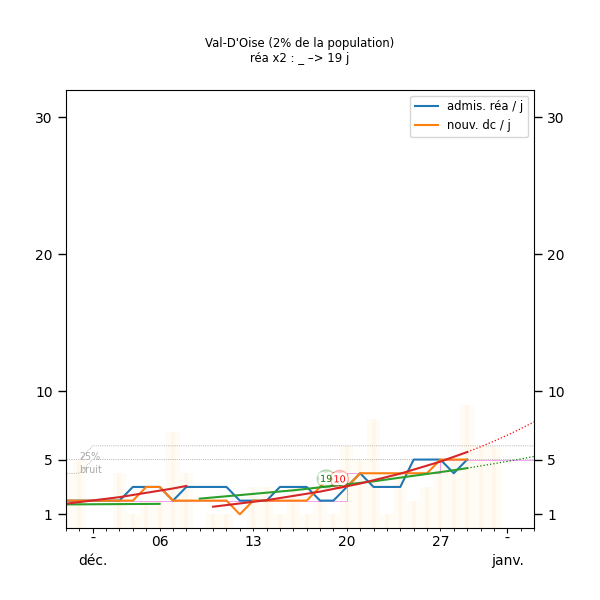 Val-D'Oise (2% de la population)
réa x2 : _ –> 19 j
admis. réa / j
nouv. dc / j
30
30
20
20
10
10
5
5
25%
bruit
19
10
1
1
-
06
13
20
27
-
déc.
janv.